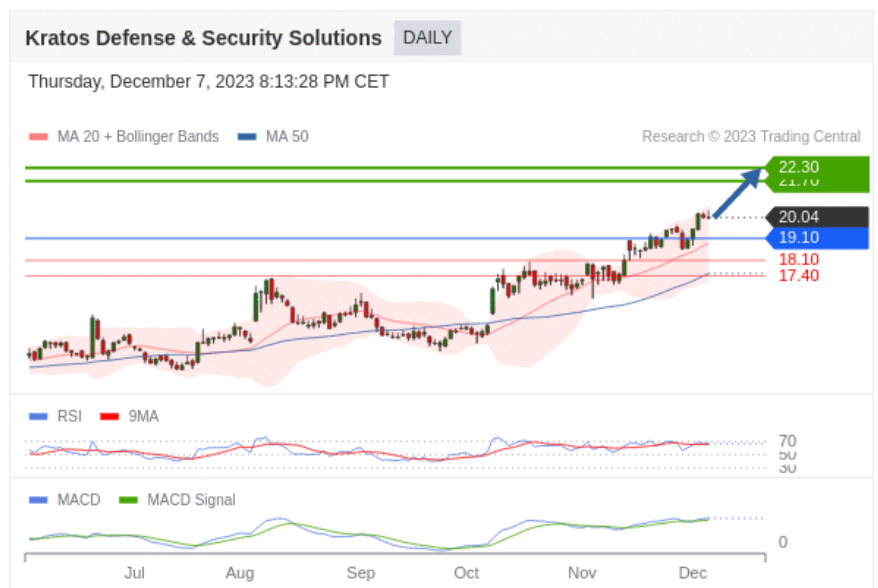 Kratos Defense & Security Solutions DAILY
Thursday, December 7, 2023 8:13:28 PM CET
MA 20 + Bollinger Bands MA 50 Research © 2023 Trading Central
22.30
21.70
20.04
19.10
18.10
17.40
RSI 9MA
70
50
30
MACD MACD Signal
0
Jul Aug Sep Oct Nov Dec